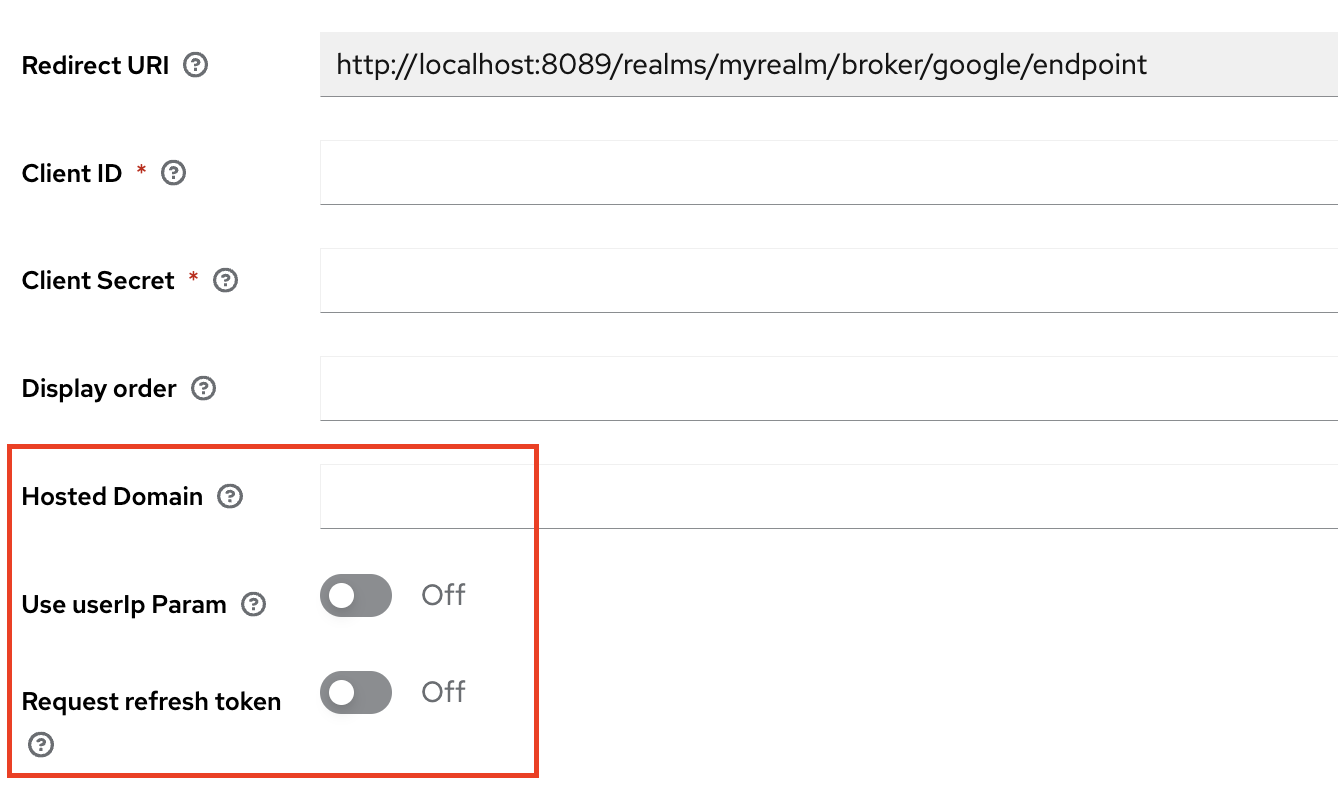 Redirect URI ? http://localhost:8089/realms/myrealm/broker/google/endpoint
Client ID * ?
Client Secret * ?
Display order ?
Hosted Domain ?
Use userIp Param ? Off
Request refresh token Off
?